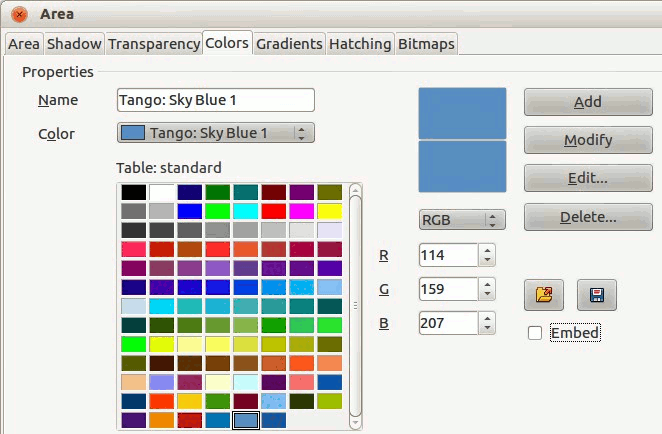 Area
Area Shadow Transparency Colors Gradients Hatching Bitmaps
Properties
Name Tango: Sky Blue 1 Add
Color Tango: Sky Blue 1 Modify
Table: standard Edit...
RGB Delete...
R 114
G 159
B 207
Embed